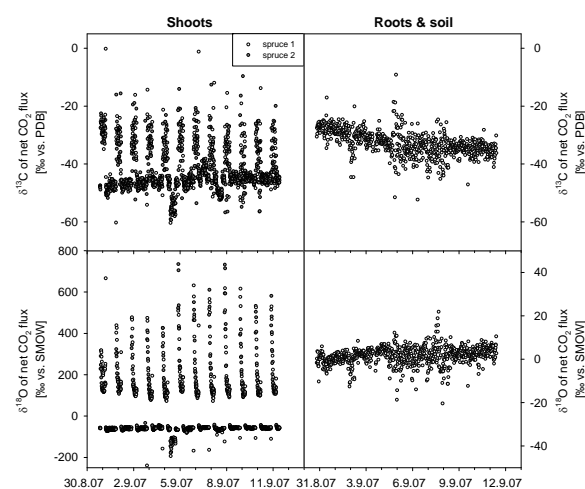 Shoots
Roots & soil
spruce 1
spruce 2
δ13C of net CO2 flux
[‰ vs. PDB]
0
-20
-40
-60
0
-20
-40
-60
δ13C of net CO2 flux
[‰ vs. PDB]
δ18O of net CO2 flux
[‰ vs. SMOW]
800
600
400
200
0
-200
40
20
0
-20
-40
δ18O of net CO2 flux
[‰ vs. SMOW]
30.8.07 2.9.07 5.9.07 8.9.07 11.9.07
31.8.07 3.9.07 6.9.07 9.9.07 12.9.07